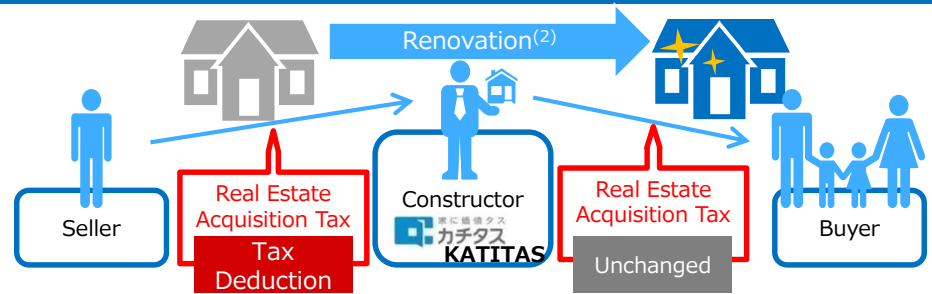 Renovation(2)
Seller
Real Estate
Acquisition Tax
Tax
Deduction
Constructor
家に価値タス
カチタス
KATITAS
Real Estate
Acquisition Tax
Unchanged
Buyer